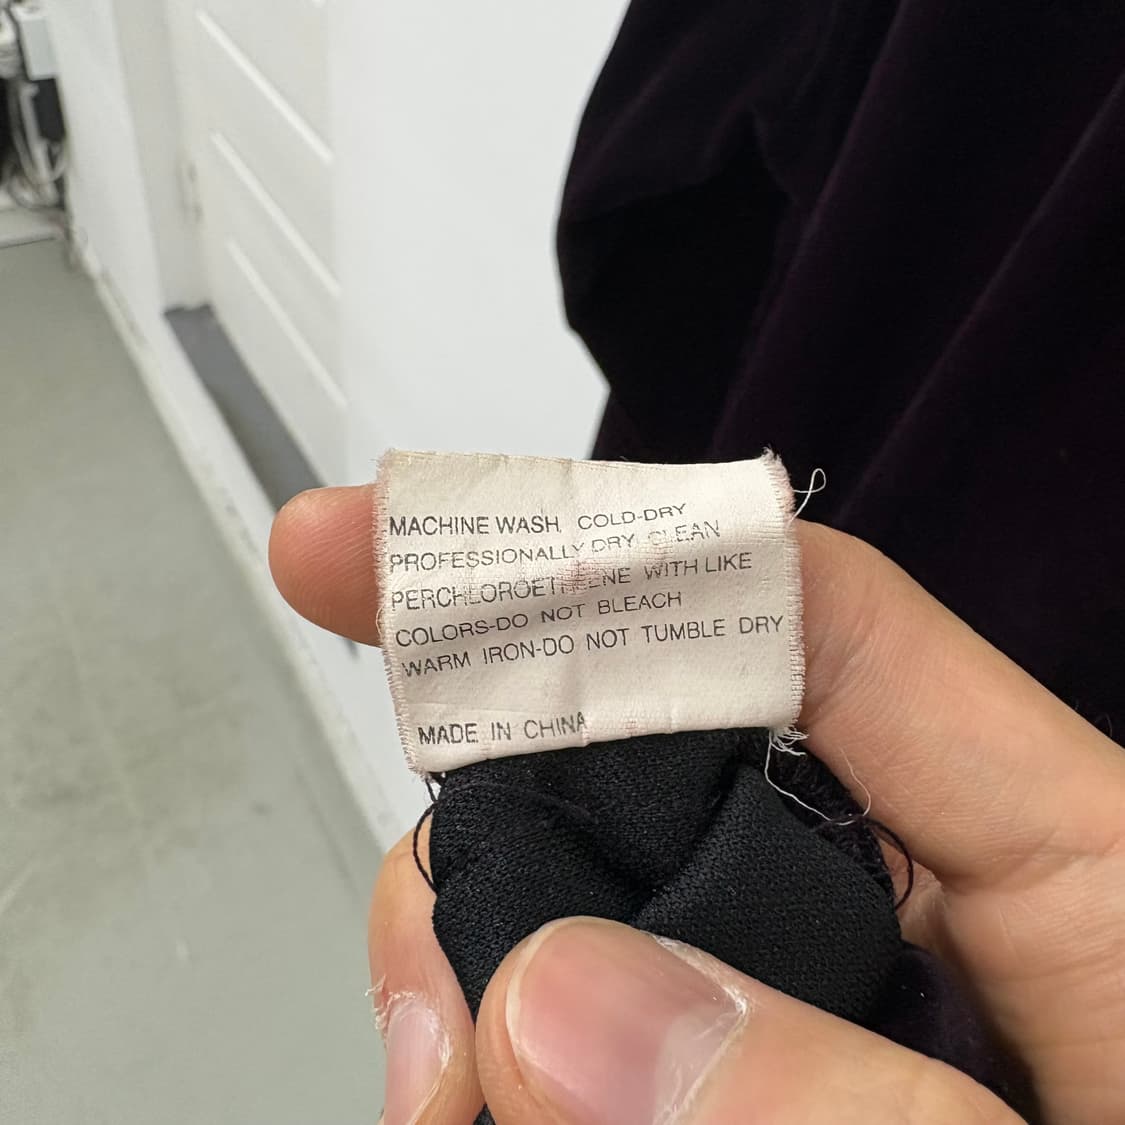 MACHINE WASH COLD-DRY
PROFESSIONALLY DRY CLEAN
PERCHLOROETHLENE WITH LIKE
COLORS-DO NOT BLEACH
WARM IRON-DO NOT TUMBLE DRY
MADE IN CHINA